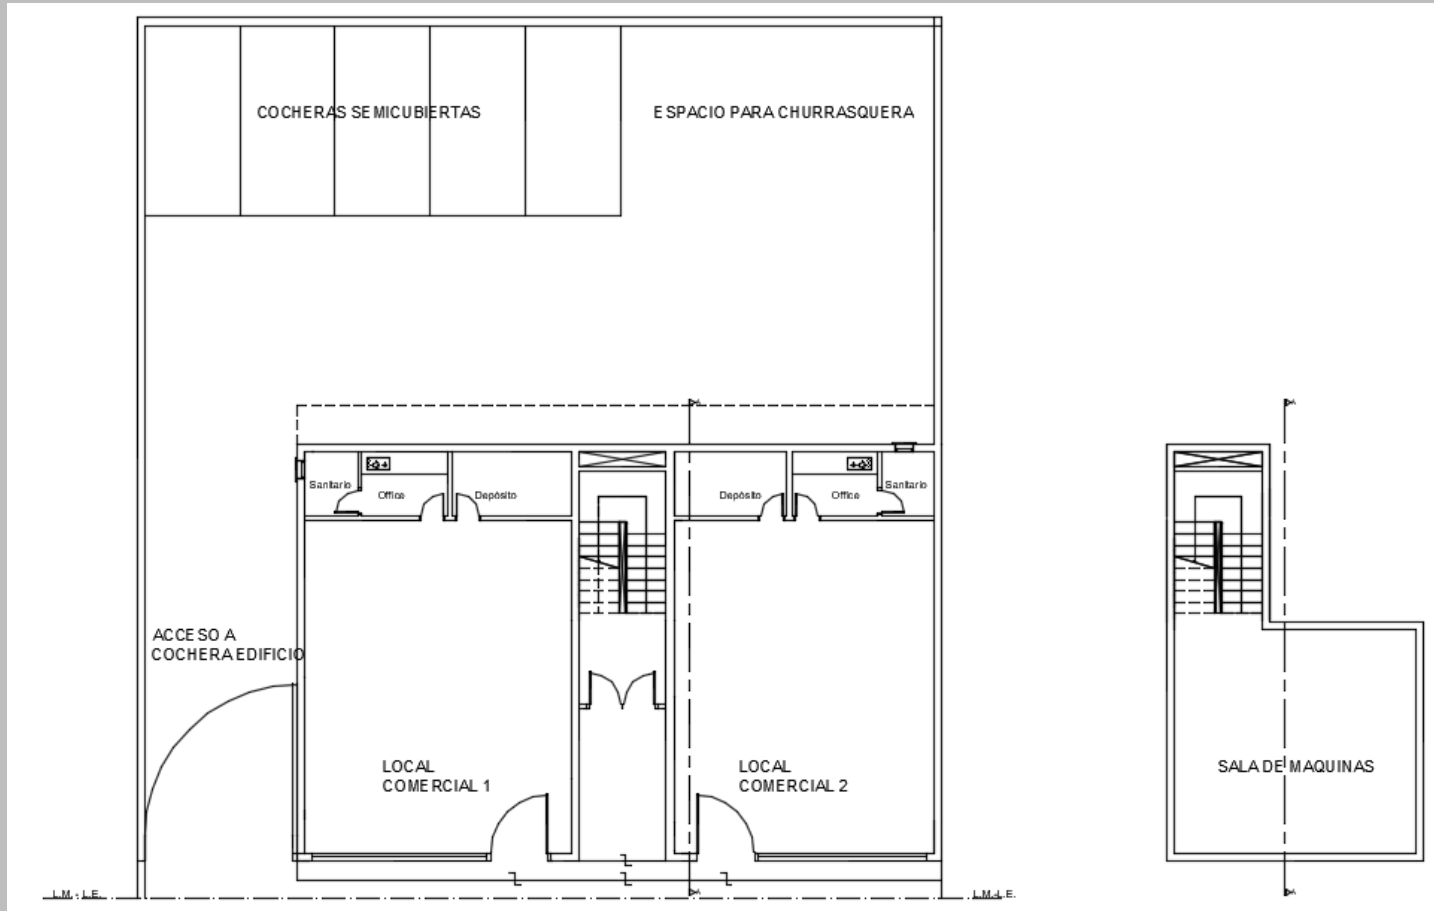 COCHERAS SEMICUBIERTAS
ESPACIO PARA CHURRASQUERA
A
A
Sanitario
Office
Depósito
Depósito
Office
Sanitario
ACCESO A
COCHERA EDIFICIO
LOCAL
COMERCIAL 1
LOCAL
COMERCIAL 2
SALA DE MAQUINAS
L.M.- L.E.
A
L.M.-L.E.
A